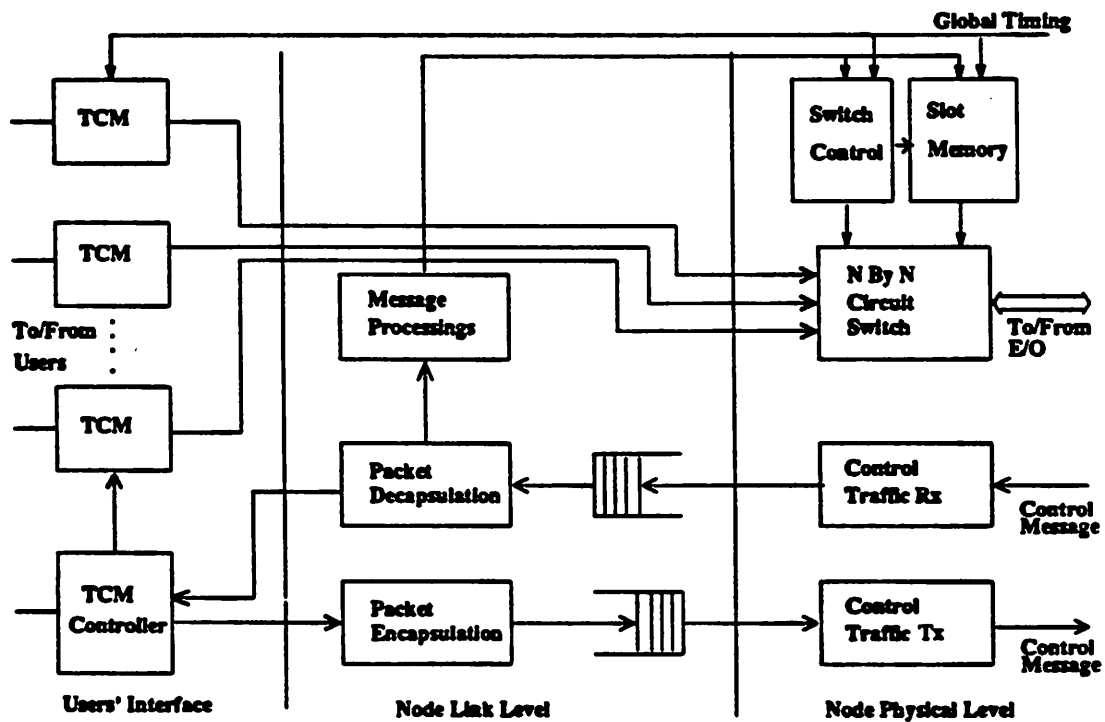 Global Timing
TCM
Switch
Control
Slot
Memory
TCM
To/From
Users
Message
Processings
N By N
Circuit
Switch
To/From
E/O
TCM
Packet
Decapsulation
Control
Traffic Rx
Control
Message
TCM
Controller
Packet
Encapsulation
Control
Traffic Tx
Control
Message
Users' Interface
Node Link Level
Node Physical Level